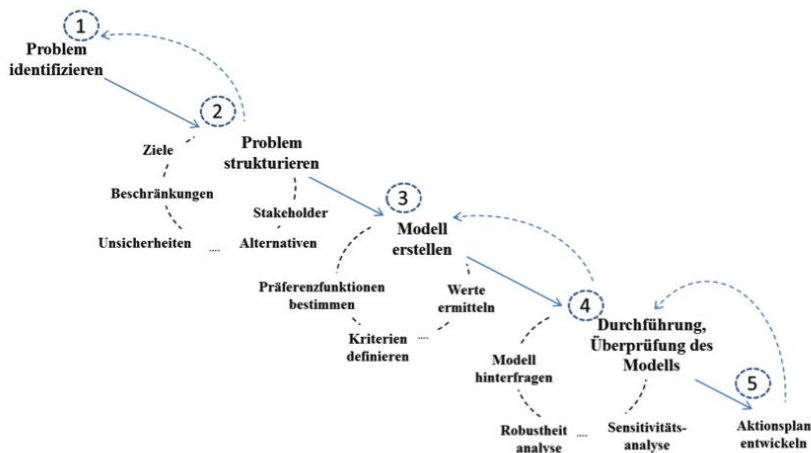 1
Problem
identifizieren
2
Problem
strukturieren
Ziele
Beschränkungen
Unsicherheiten
....
Alternativen
Stakeholder
3
Modell
erstellen
Präferenzfunktionen
bestimmen
Kriterien
definieren
....
Werte
ermitteln
4
Durchführung,
Überprüfung des
Modells
Modell
hinterfragen
Robustheit
analyse
....
Sensitivitäts-
analyse
5
Aktionsplan
entwickeln